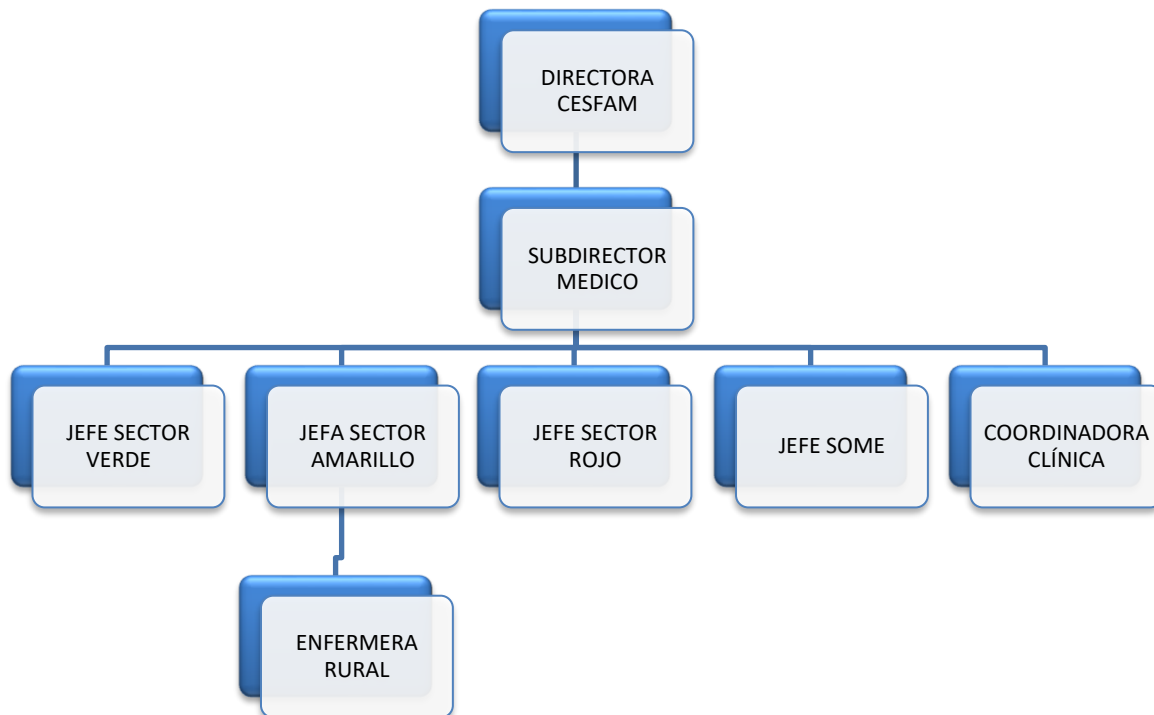 DIRECTORA
CESFAM
SUBDIRECTOR
MEDICO
JEFE SECTOR
VERDE
JEFA SECTOR
AMARILLO
JEFE SECTOR
ROJO
JEFE SOME
COORDINADORA
CLÍNICA
ENFERMERA
RURAL